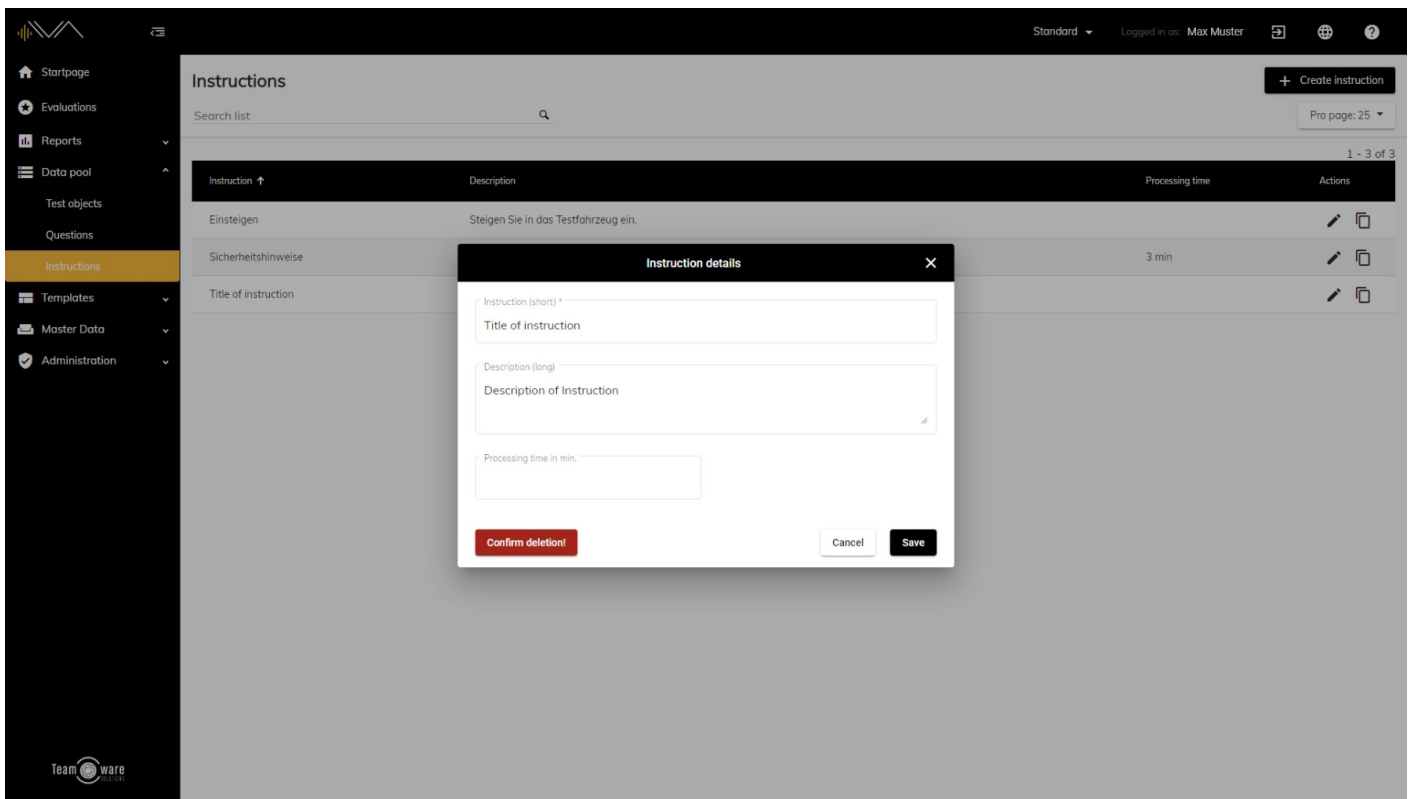 Standard Logged in as: Max Muster
Startpage
Evaluations
Reports
Data pool
Test objects
Questions
Instructions
Templates
Master Data
Administration
Team ware
SOLUTIONS
Instructions
+ Create instruction
Search list
Pro page: 25
1 - 3 of 3
Instruction Description Processing time Actions
Einsteigen Steigen Sie in das Testfahrzeug ein.
Sicherheitshinweise 3 min
Title of instruction
Instruction details
Instruction (short) *
Title of instruction
Description (long)
Description of Instruction
Processing time in min.
Confirm deletion! Cancel Save